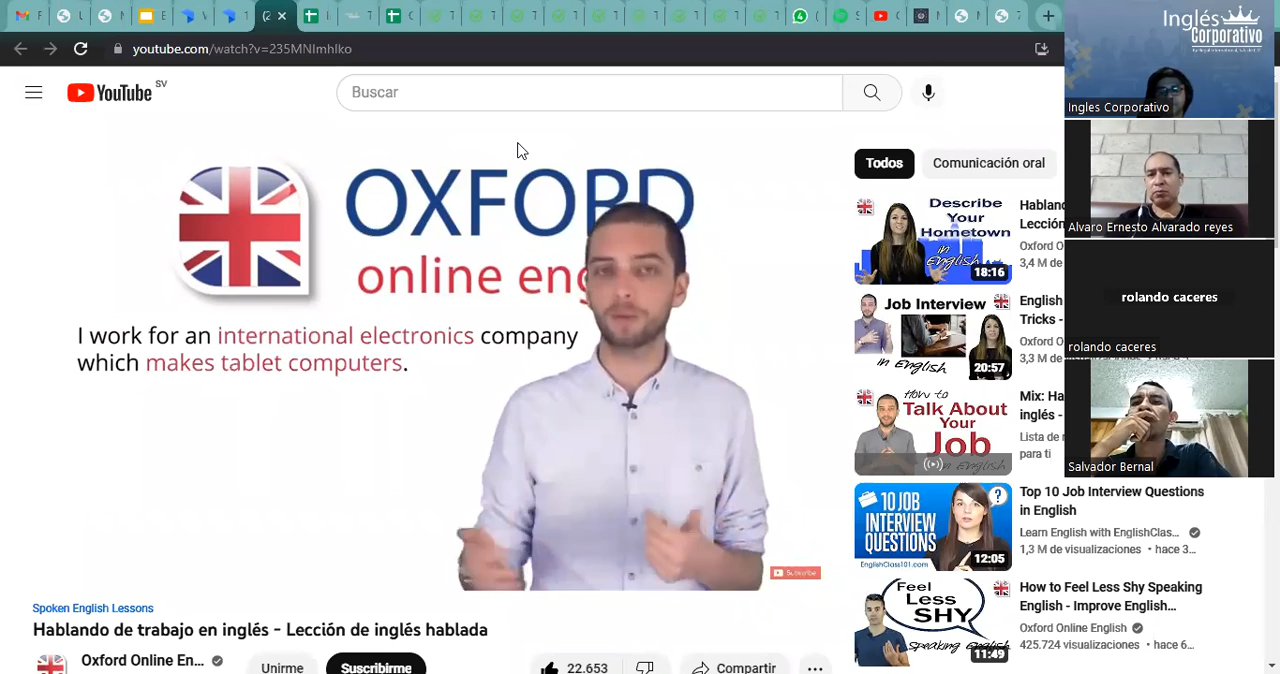 youtube.com/watch?v=235MNImhlko
YouTube SV
Buscar
OXFORD
online eng
I work for an international electronics company
which makes tablet computers.
Subscribe
Spoken English Lessons
Hablando de trabajo en inglés - Lección de inglés hablada
Oxford Online En...
Unirme
Suscribirme
22.653
Compartir
Todos
Comunicación oral
Describe
Your
Hometown
in English
18:16
Lección
Oxford O
3,4 M de
Job Interview
in English
20:57
English
Tricks -
Oxford O
3,3 M de visualizaciones
How to
Talk About
Your
Job
in English
Mix: Ha
inglés -
Lista de
para ti
10 JOB
INTERVIEW
QUESTIONS
EnglishClass101.com
12:05
Top 10 Job Interview Questions
in English
Learn English with EnglishClass...
1,3 M de visualizaciones • hace 3...
Feel
Less
SHY
Speaking English
11:49
How to Feel Less Shy Speaking
English - Improve English...
Oxford Online English
425.724 visualizaciones • hace 6...
Inglés
Corporativo
Ingles Corporativo
Alvaro Ernesto Alvarado reyes
rolando caceres
rolando caceres
Salvador Bernal